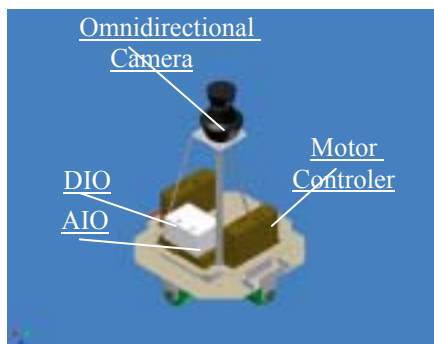 Omnidirectional
Camera
Motor
Controler
DIO
AIO